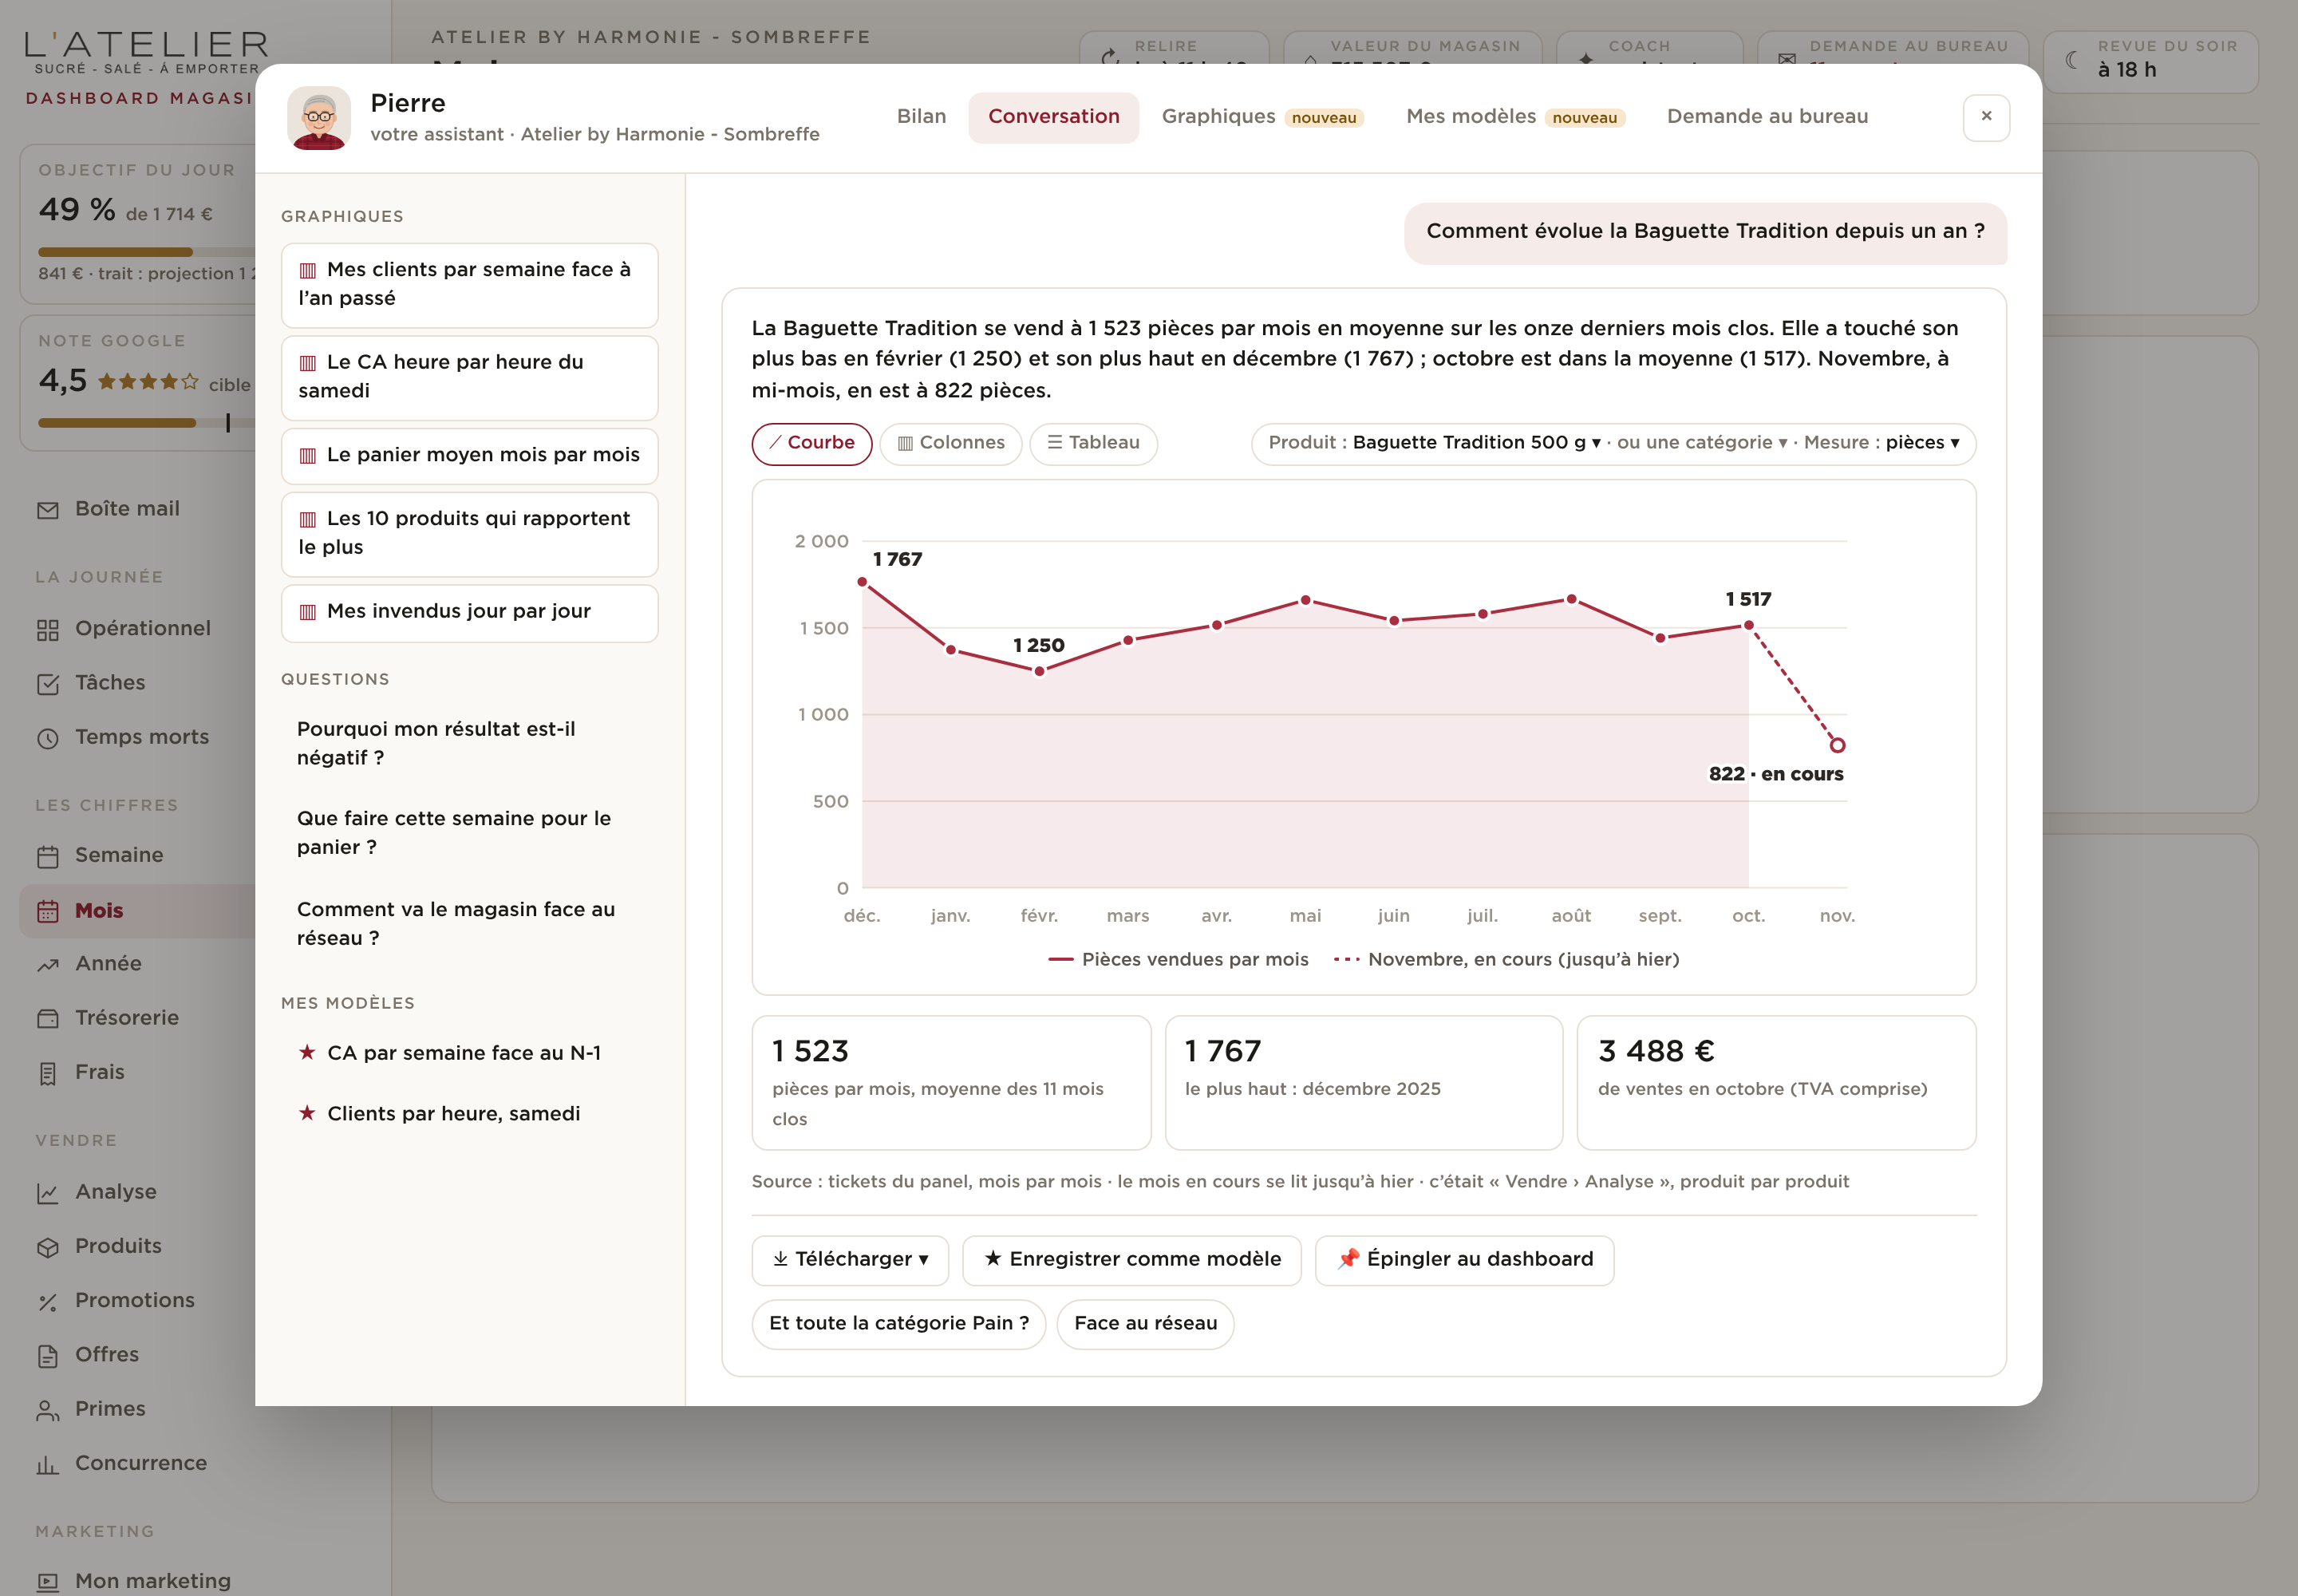 L'ATELIER
SUCRÉ - SALÉ - À EMPORTER
DASHBOARD MAGASI
OBJECTIF DU JOUR
49 % de 1 714 €
841 € · trait : projection 1
NOTE GOOGLE
4,5 ★★★★☆ cible
Boîte mail
LA JOURNÉE
Opérationnel
Tâches
Temps morts
LES CHIFFRES
Semaine
Mois
Année
Trésorerie
Frais
VENDRE
Analyse
Produits
Promotions
Offres
Primes
Concurrence
MARKETING
Mon marketing
ATELIER BY HARMONIE - SOMBREFFE
RELIRE
VALEUR DU MAGASIN
COACH
DEMANDE AU BUREAU
REVUE DU SOIR
à 18 h
Pierre
votre assistant · Atelier by Harmonie - Sombreffe
Bilan
Conversation
Graphiques nouveau
Mes modèles nouveau
Demande au bureau
×
GRAPHIQUES
Mes clients par semaine face à
l’an passé
Le CA heure par heure du
samedi
Le panier moyen mois par mois
Les 10 produits qui rapportent
le plus
Mes invendus jour par jour
QUESTIONS
Pourquoi mon résultat est-il
négatif ?
Que faire cette semaine pour le
panier ?
Comment va le magasin face au
réseau ?
MES MODÈLES
★ CA par semaine face au N-1
★ Clients par heure, samedi
Comment évolue la Baguette Tradition depuis un an ?
La Baguette Tradition se vend à 1 523 pièces par mois en moyenne sur les onze derniers mois clos. Elle a touché son
plus bas en février (1 250) et son plus haut en décembre (1 767) ; octobre est dans la moyenne (1 517). Novembre, à
mi-mois, en est à 822 pièces.
Courbe
Colonnes
Tableau
Produit : Baguette Tradition 500 g ▾ · ou une catégorie ▾ · Mesure : pièces ▾
2 000
1 500
1 000
500
0
1 767
1 250
1 517
822 · en cours
déc. janv. févr. mars avr. mai juin juil. août sept. oct. nov.
Pièces vendues par mois
Novembre, en cours (jusqu’à hier)
1 523
pièces par mois, moyenne des 11 mois
clos
1 767
le plus haut : décembre 2025
3 488 €
de ventes en octobre (TVA comprise)
Source : tickets du panel, mois par mois · le mois en cours se lit jusqu’à hier · c’était « Vendre › Analyse », produit par produit
Télécharger ▾
★ Enregistrer comme modèle
📌 Épingler au dashboard
Et toute la catégorie Pain ?
Face au réseau